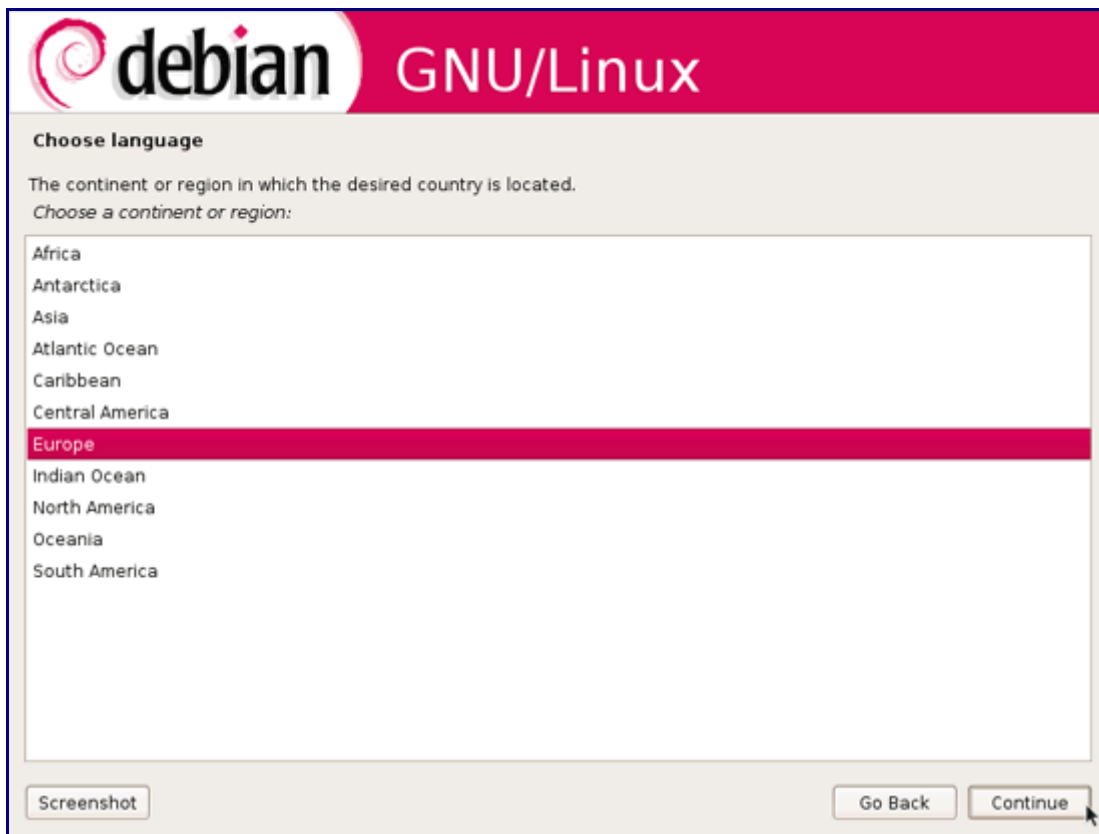 debian GNU/Linux
Choose language
The continent or region in which the desired country is located.
Choose a continent or region:
Africa
Antarctica
Asia
Atlantic Ocean
Caribbean
Central America
Europe
Indian Ocean
North America
Oceania
South America
Screenshot Go Back Continue